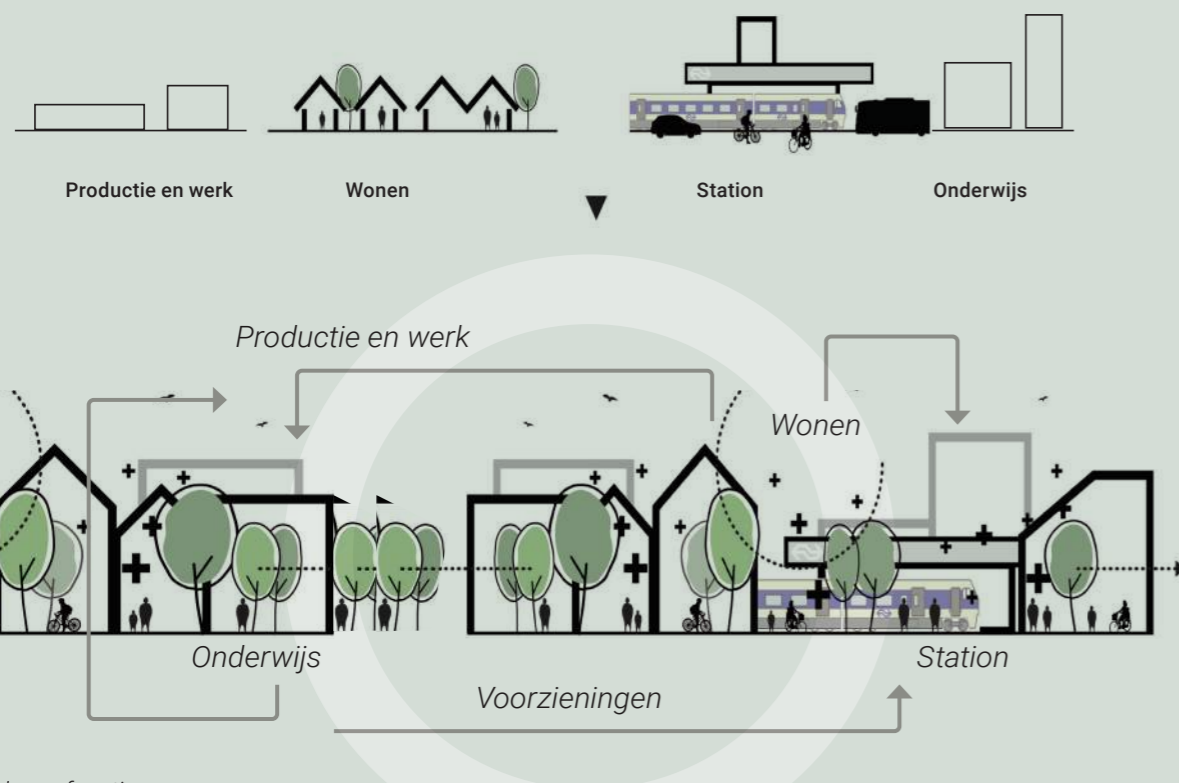 Productie en werk
Wonen
Station
Onderwijs
Productie en werk
Wonen
Onderwijs
Station
Voorzieningen